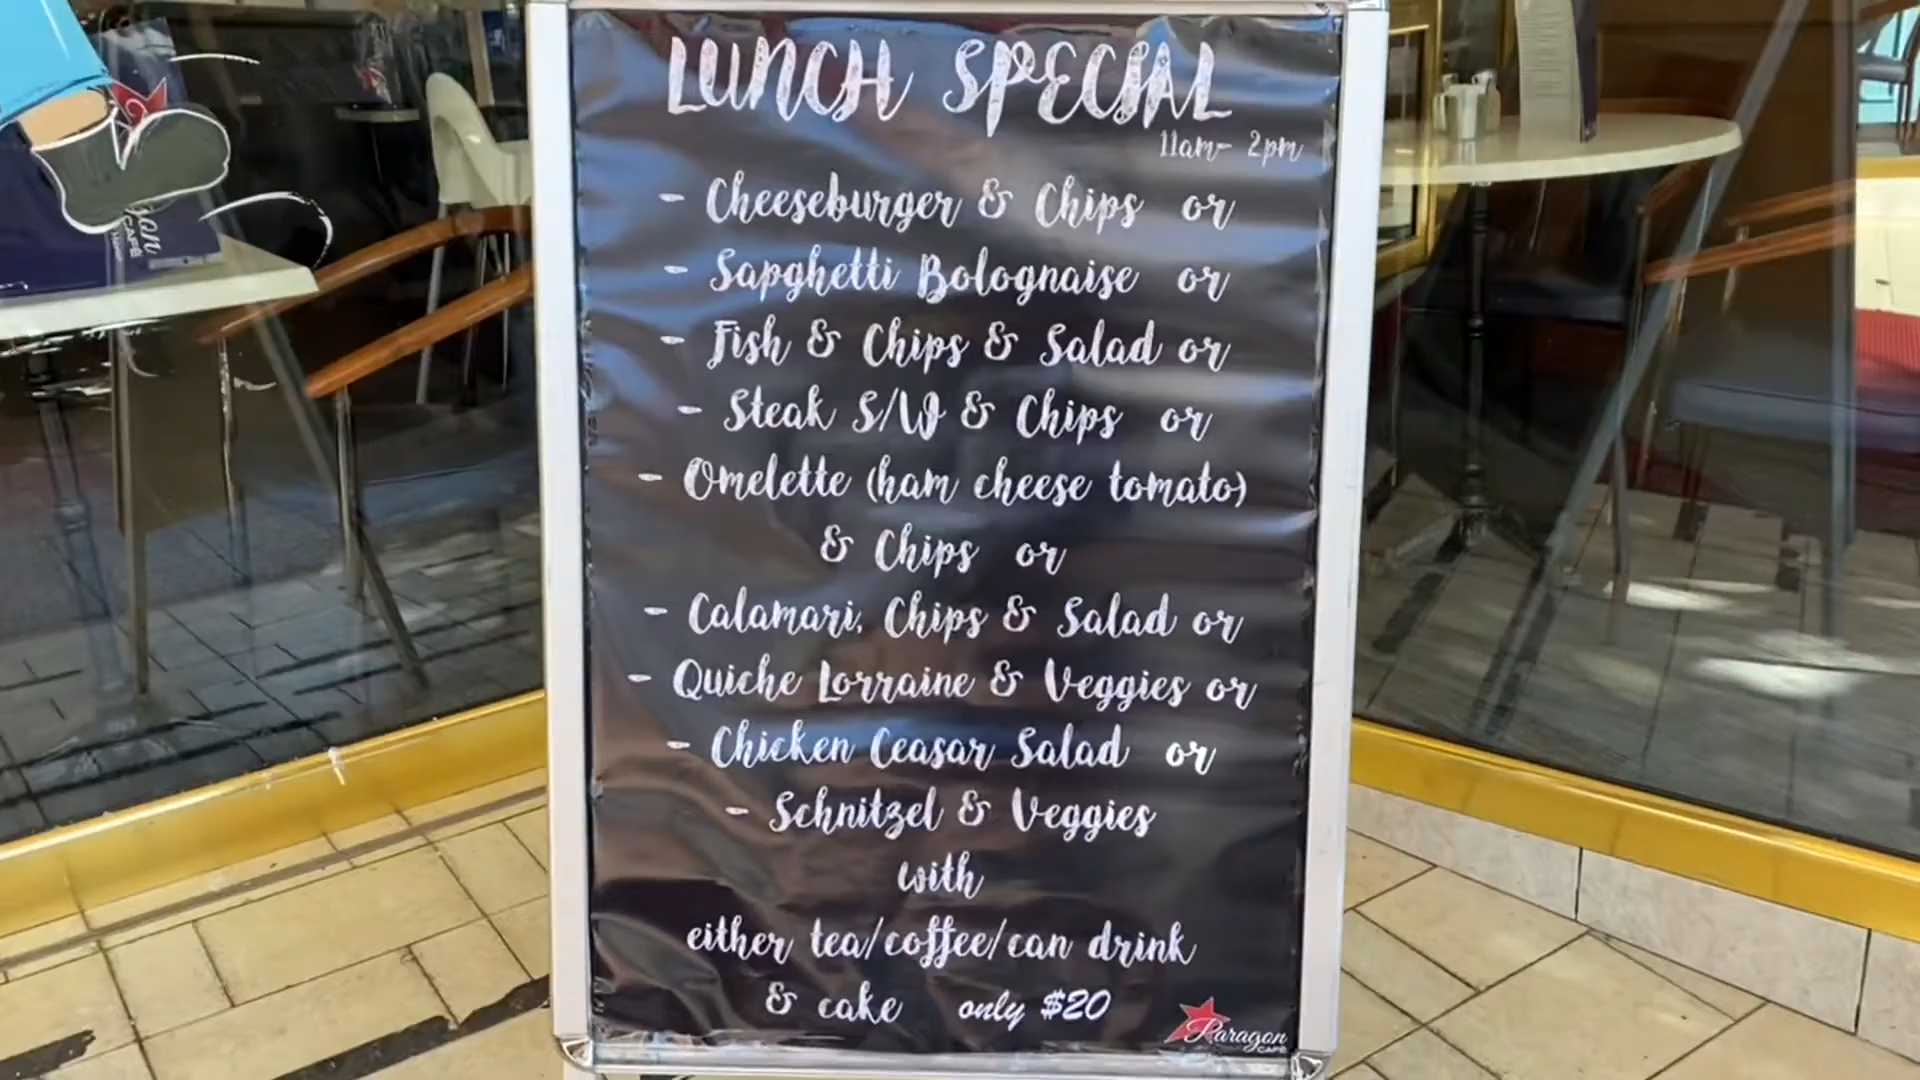 LUNCH SPECIAL
11am- 2pm
- Cheeseburger & Chips or
- Sapghetti Bolognaise or
- Fish & Chips & Salad or
- Steak S/W & Chips or
- Omelette (ham cheese tomato)
& Chips or
- Calamari, Chips & Salad or
- Quiche Lorraine & Veggies or
- Chicken Ceasar Salad or
- Schnitzel & Veggies
with
either tea/coffee/can drink
& cake only $20
Paragon
CAFE